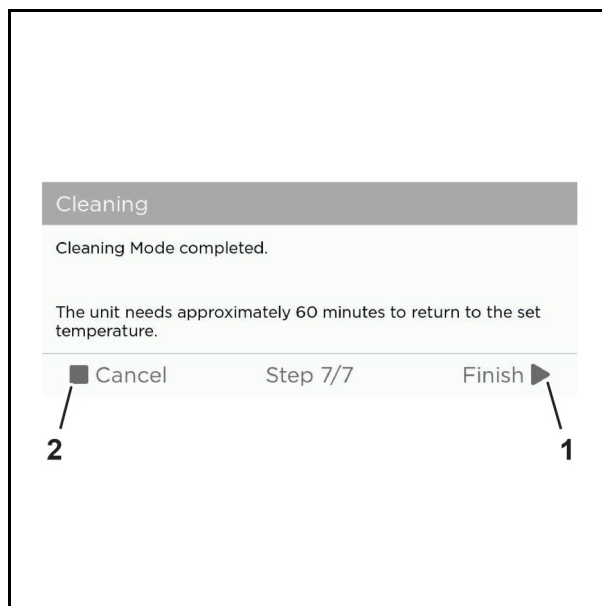 Cleaning
Cleaning Mode completed.
The unit needs approximately 60 minutes to return to the set
temperature.
Cancel Step 7/7 Finish
2 1